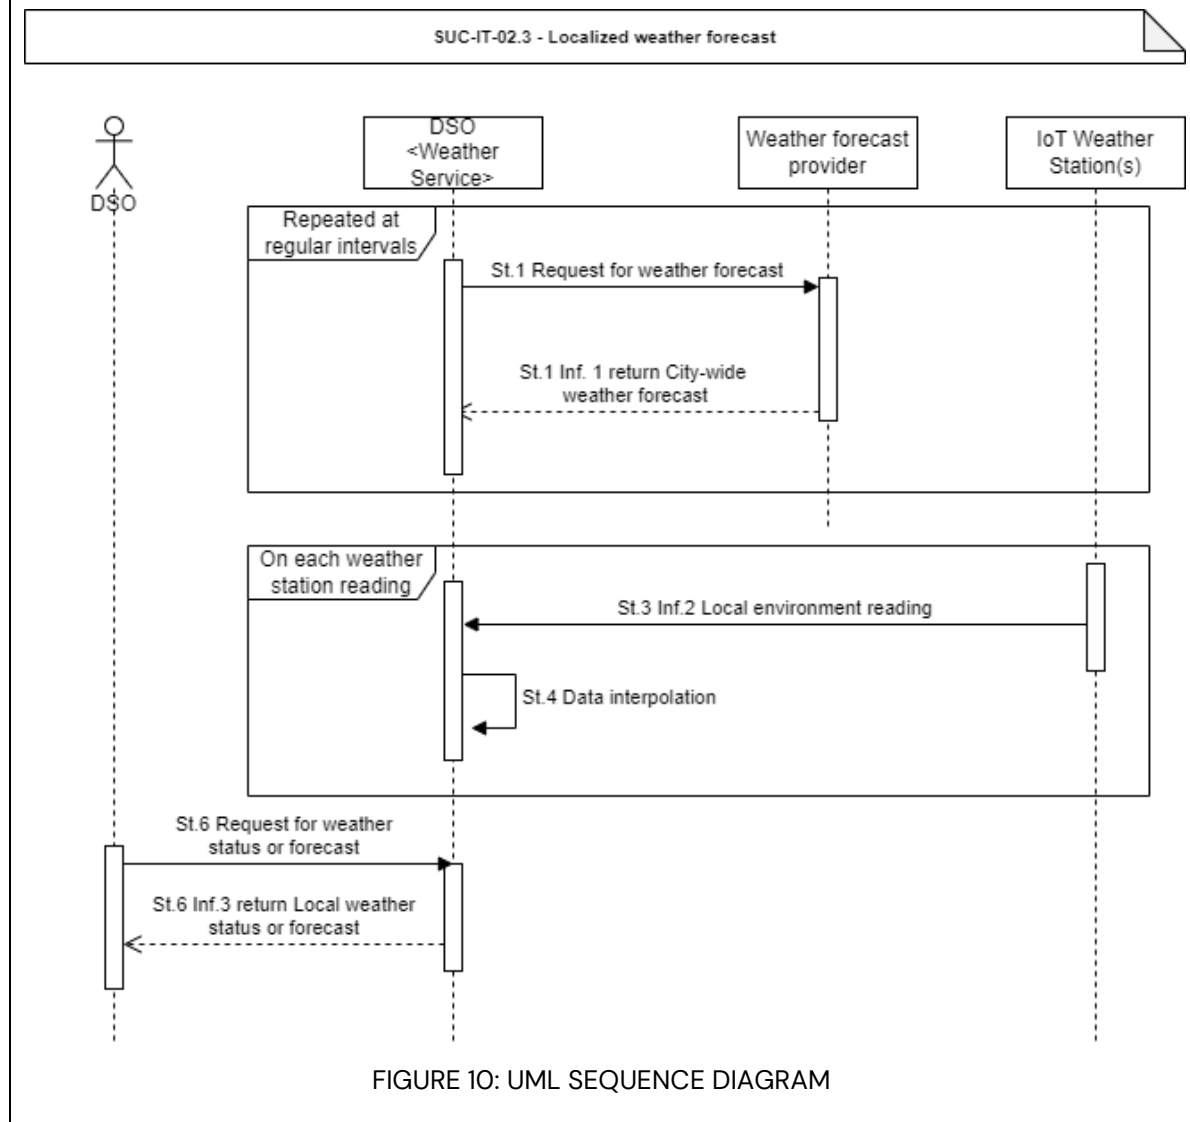 SUC-IT-02.3 - Localized weather forecast
DSO
DSO
<Weather
Service>
Weather forecast
provider
IoT Weather
Station(s)
Repeated at
regular intervals
St.1 Request for weather forecast
St.1 Inf. 1 return City-wide
weather forecast
On each weather
station reading
St.3 Inf.2 Local environment reading
St.4 Data interpolation
St.6 Request for weather
status or forecast
St.6 Inf.3 return Local weather
status or forecast
FIGURE 10: UML SEQUENCE DIAGRAM